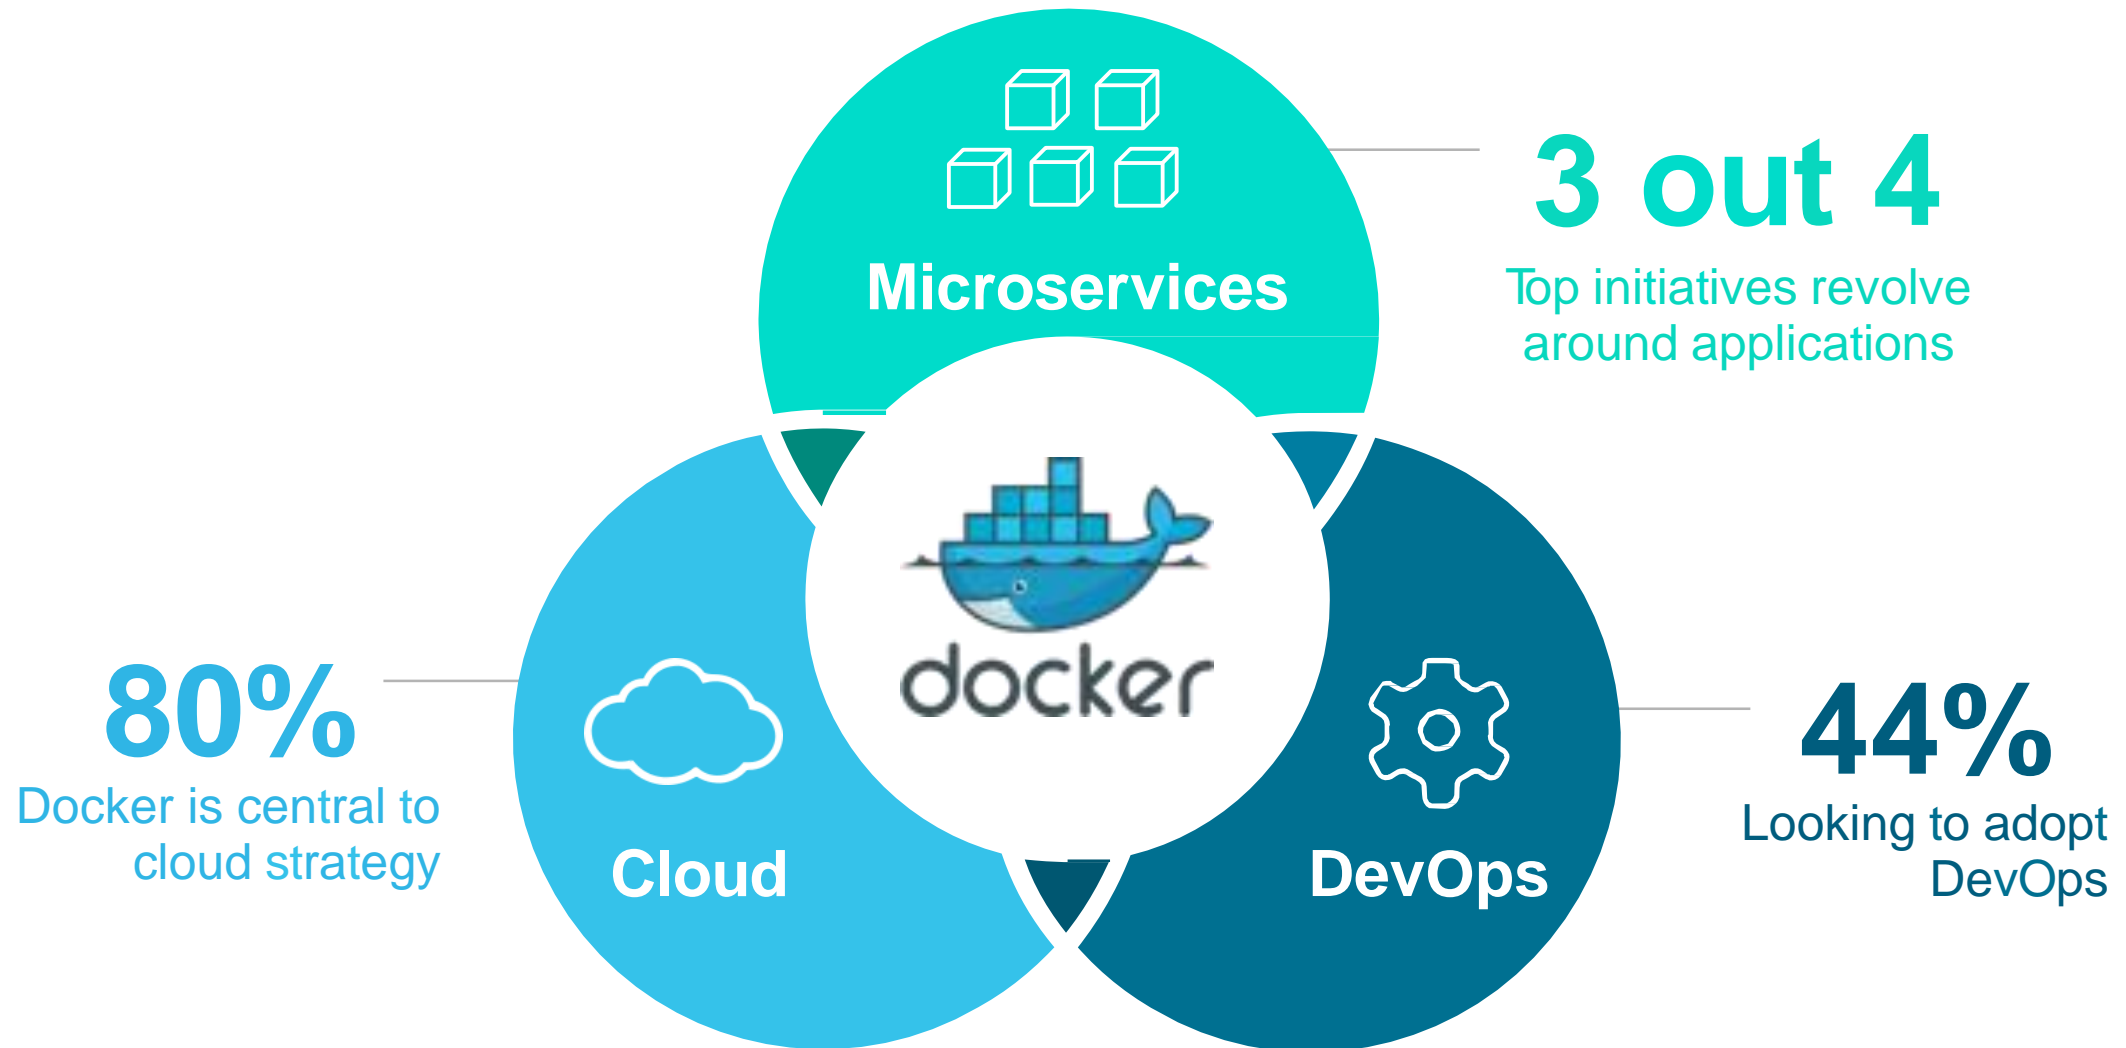 Microservices
3 out 4
Top initiatives revolve
around applications
docker
80%
Docker is central to
cloud strategy
Cloud
DevOps
44%
Looking to adopt
DevOps